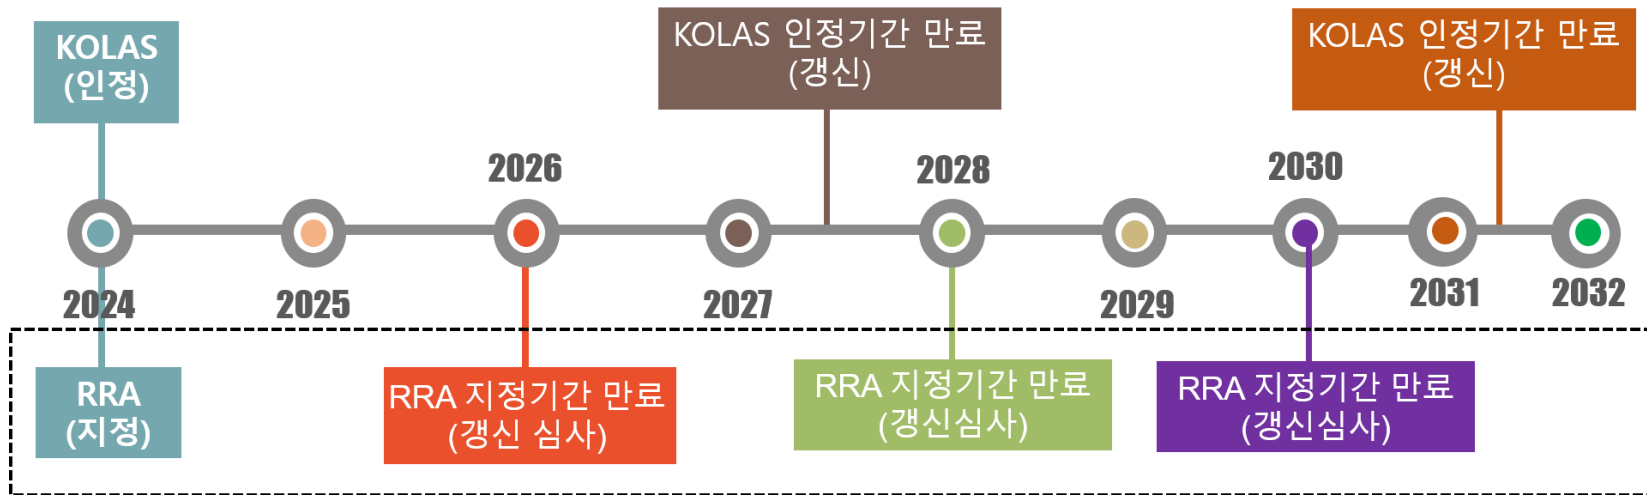 KOLAS
(인정)
KOLAS 인정기간 만료
(갱신)
KOLAS 인정기간 만료
(갱신)
2026
2028
2030
2024
2025
2027
2029
2031
2032
RRA
(지정)
RRA 지정기간 만료
(갱신 심사)
RRA 지정기간 만료
(갱신심사)
RRA 지정기간 만료
(갱신심사)